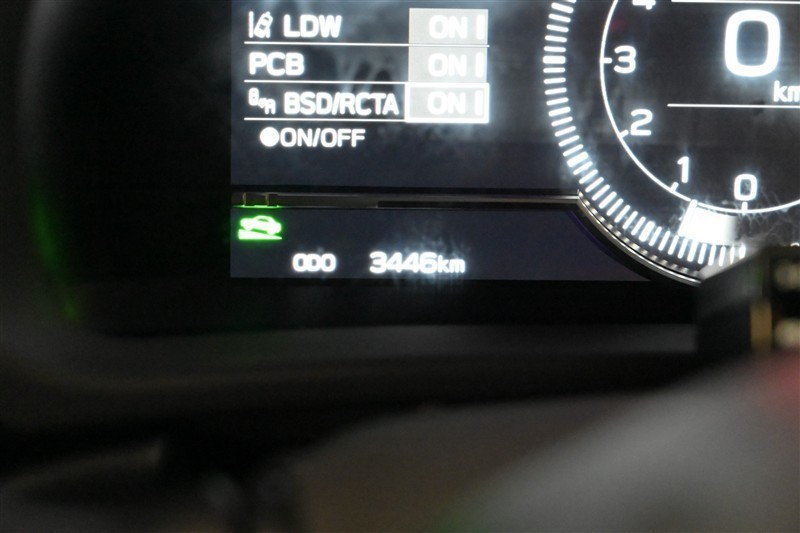 LDW ON
PCB ON
BSD/RCTA ON
ON/OFF
ODO 3446km
4
3
2
1
0
0
km